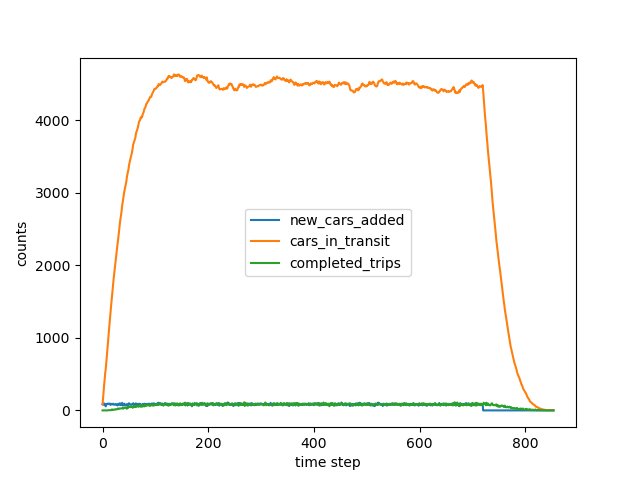 4000
3000
2000
1000
0
counts
new_cars_added
cars_in_transit
completed_trips
0 200 400 600 800
time step